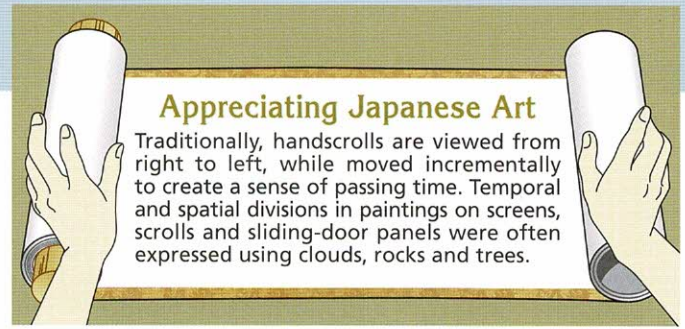 Appreciating Japanese Art
Traditionally, handscrolls are viewed from
right to left, while moved incrementally
to create a sense of passing time. Temporal
and spatial divisions in paintings on screens,
scrolls and sliding-door panels were often
expressed using clouds, rocks and trees.